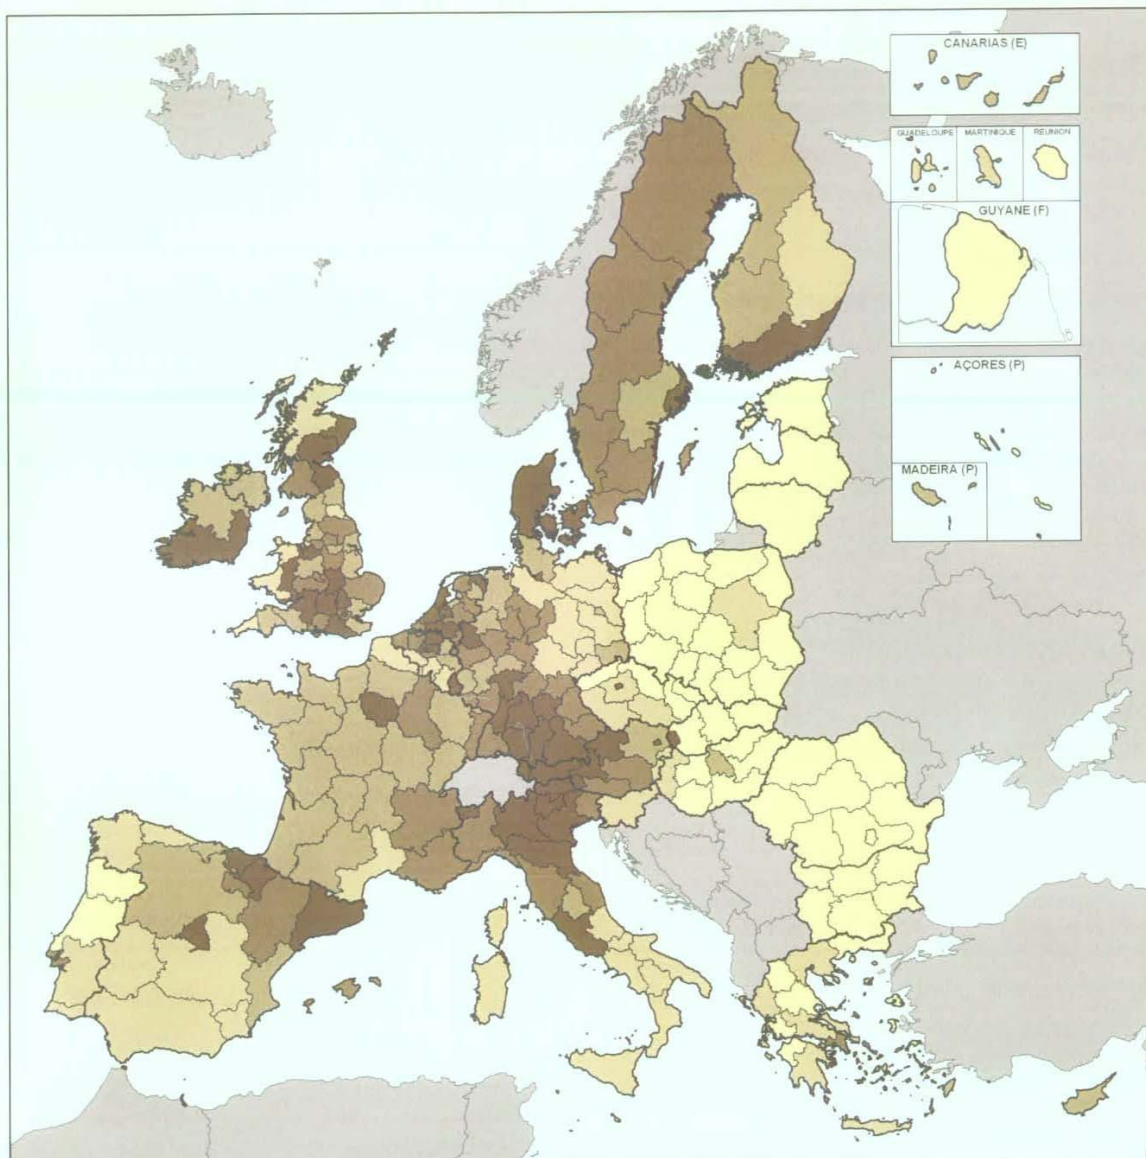 CANARIAS (E)
GUADELOUPE
MARTINIQUE
REUNION
GUYANE (F)
AÇORES (P)
MADEIRA (P)